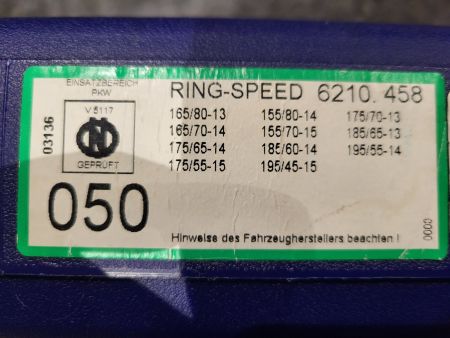 EINSATZBEREICH
PKW
RING-SPEED 6210. 458
V 5117
GEPRÜFT
03136
050
165/80-13 155/80-14 175/70-13
165/70-14 155/70-15 185/65-13
175/65-14 185/60-14 195/55-14
175/55-15 195/45-15
Hinweise des Fahrzeugherstellers beachten !
0000